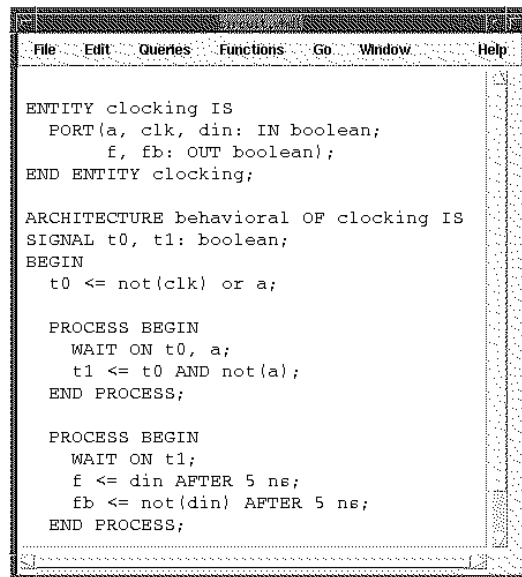 File Edit Queries Functions Go Window Help
ENTITY clocking IS
PORT(a, clk, din: IN boolean;
f, fb: OUT boolean);
END ENTITY clocking;
ARCHITECTURE behavioral OF clocking IS
SIGNAL t0, t1: boolean;
BEGIN
t0 <= not(clk) or a;
PROCESS BEGIN
WAIT ON t0, a;
t1 <= t0 AND not(a);
END PROCESS;
PROCESS BEGIN
WAIT ON t1;
f <= din AFTER 5 ns;
fb <= not(din) AFTER 5 ns;
END PROCESS;